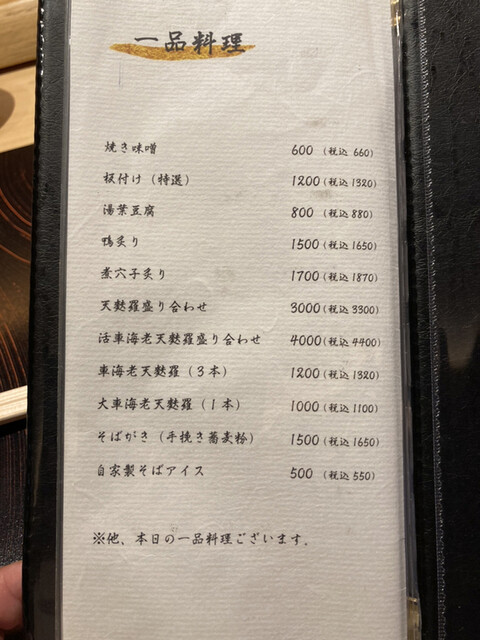 一品料理
焼き味噌 600 (税込 660)
板付け（特選） 1200 (税込 1320)
湯葉豆腐 800 (税込 880)
鴨炙り 1500 (税込 1650)
煮穴子炙り 1700 (税込 1870)
天麩羅盛り合わせ 3000 (税込 3300)
活車海老天麩羅盛り合わせ 4000 (税込 4400)
車海老天麩羅（３本） 1200 (税込 1320)
大車海老天麩羅（１本） 1000 (税込 1100)
そばがき（手挽き蕎麦粉） 1500 (税込 1650)
自家製そばアイス 500 (税込 550)
※他、本日の一品料理ございます。